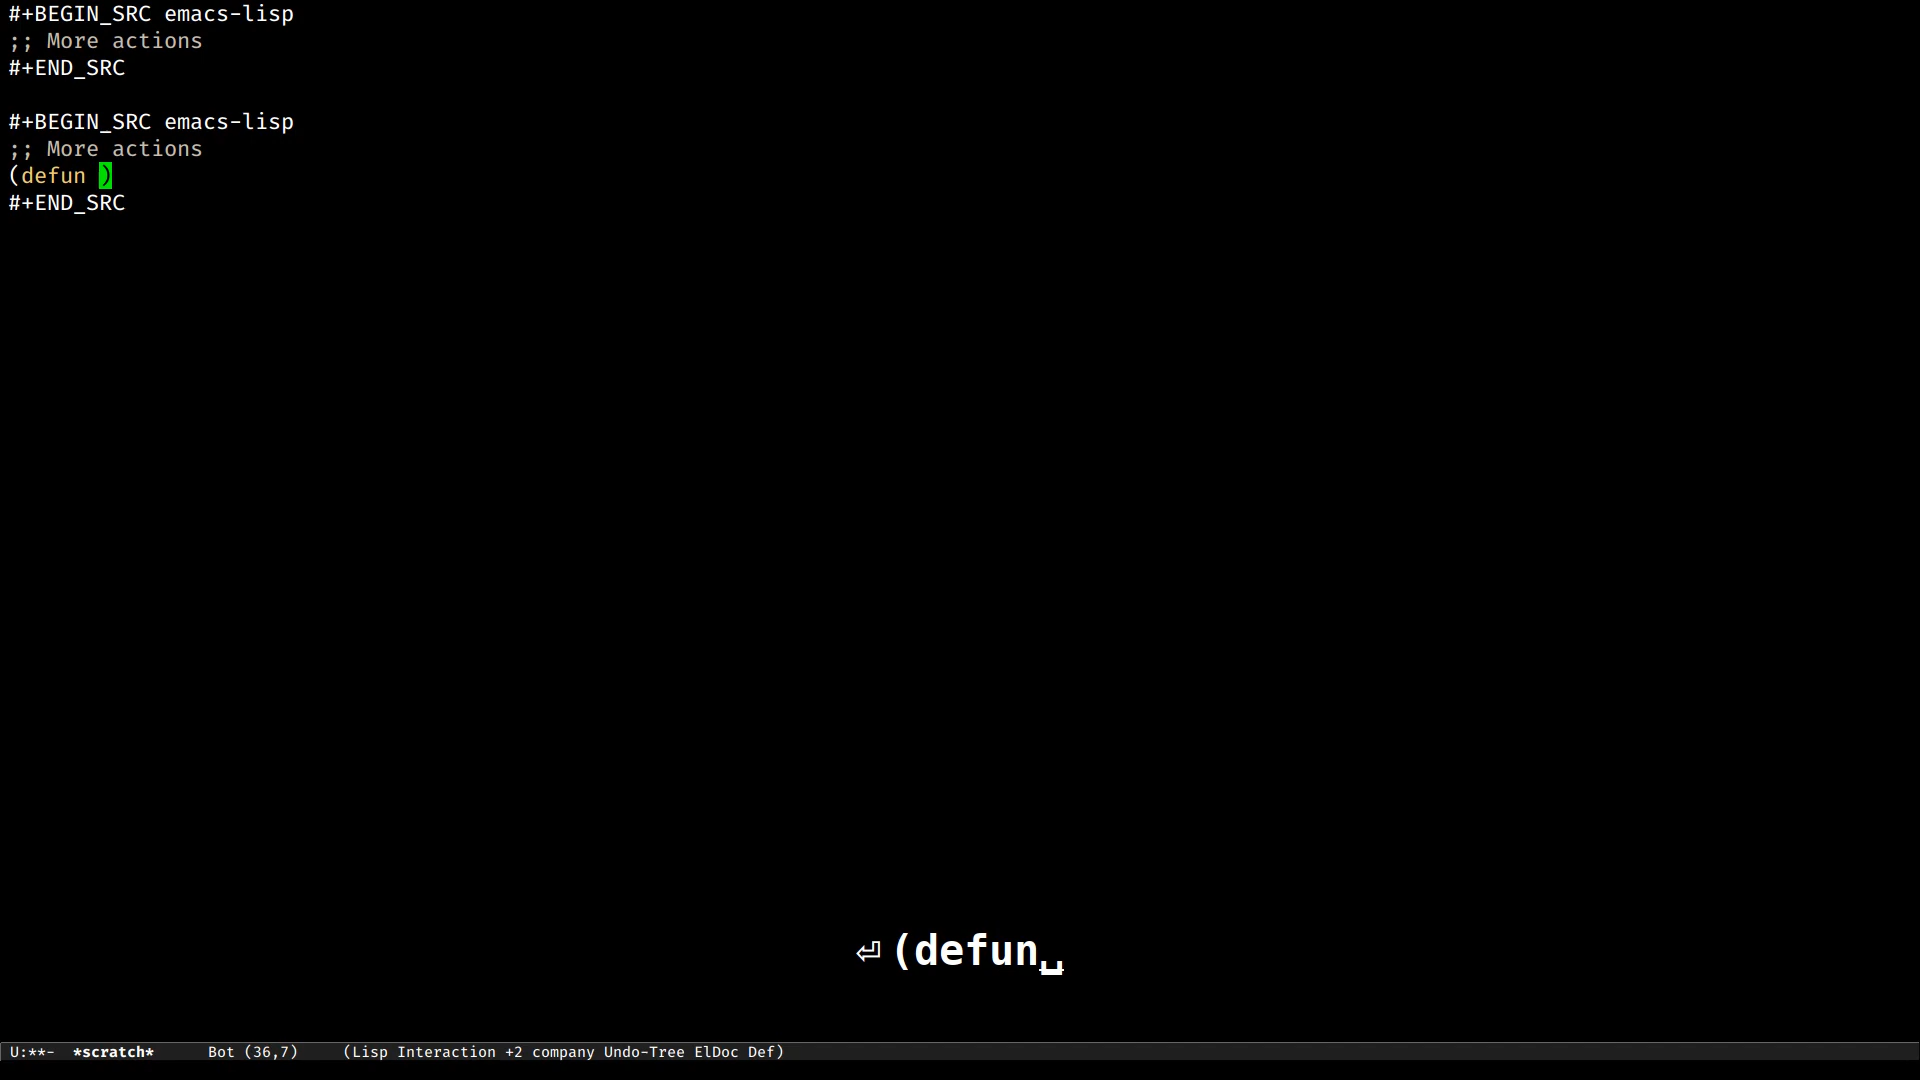 #+BEGIN_SRC emacs-lisp
;; More actions
#+END_SRC
#+BEGIN_SRC emacs-lisp
;; More actions
(defun )
#+END_SRC
⏎ (defun␣
U:**-  *scratch*      Bot (36,7)     (Lisp Interaction +2 company Undo-Tree ElDoc Def)